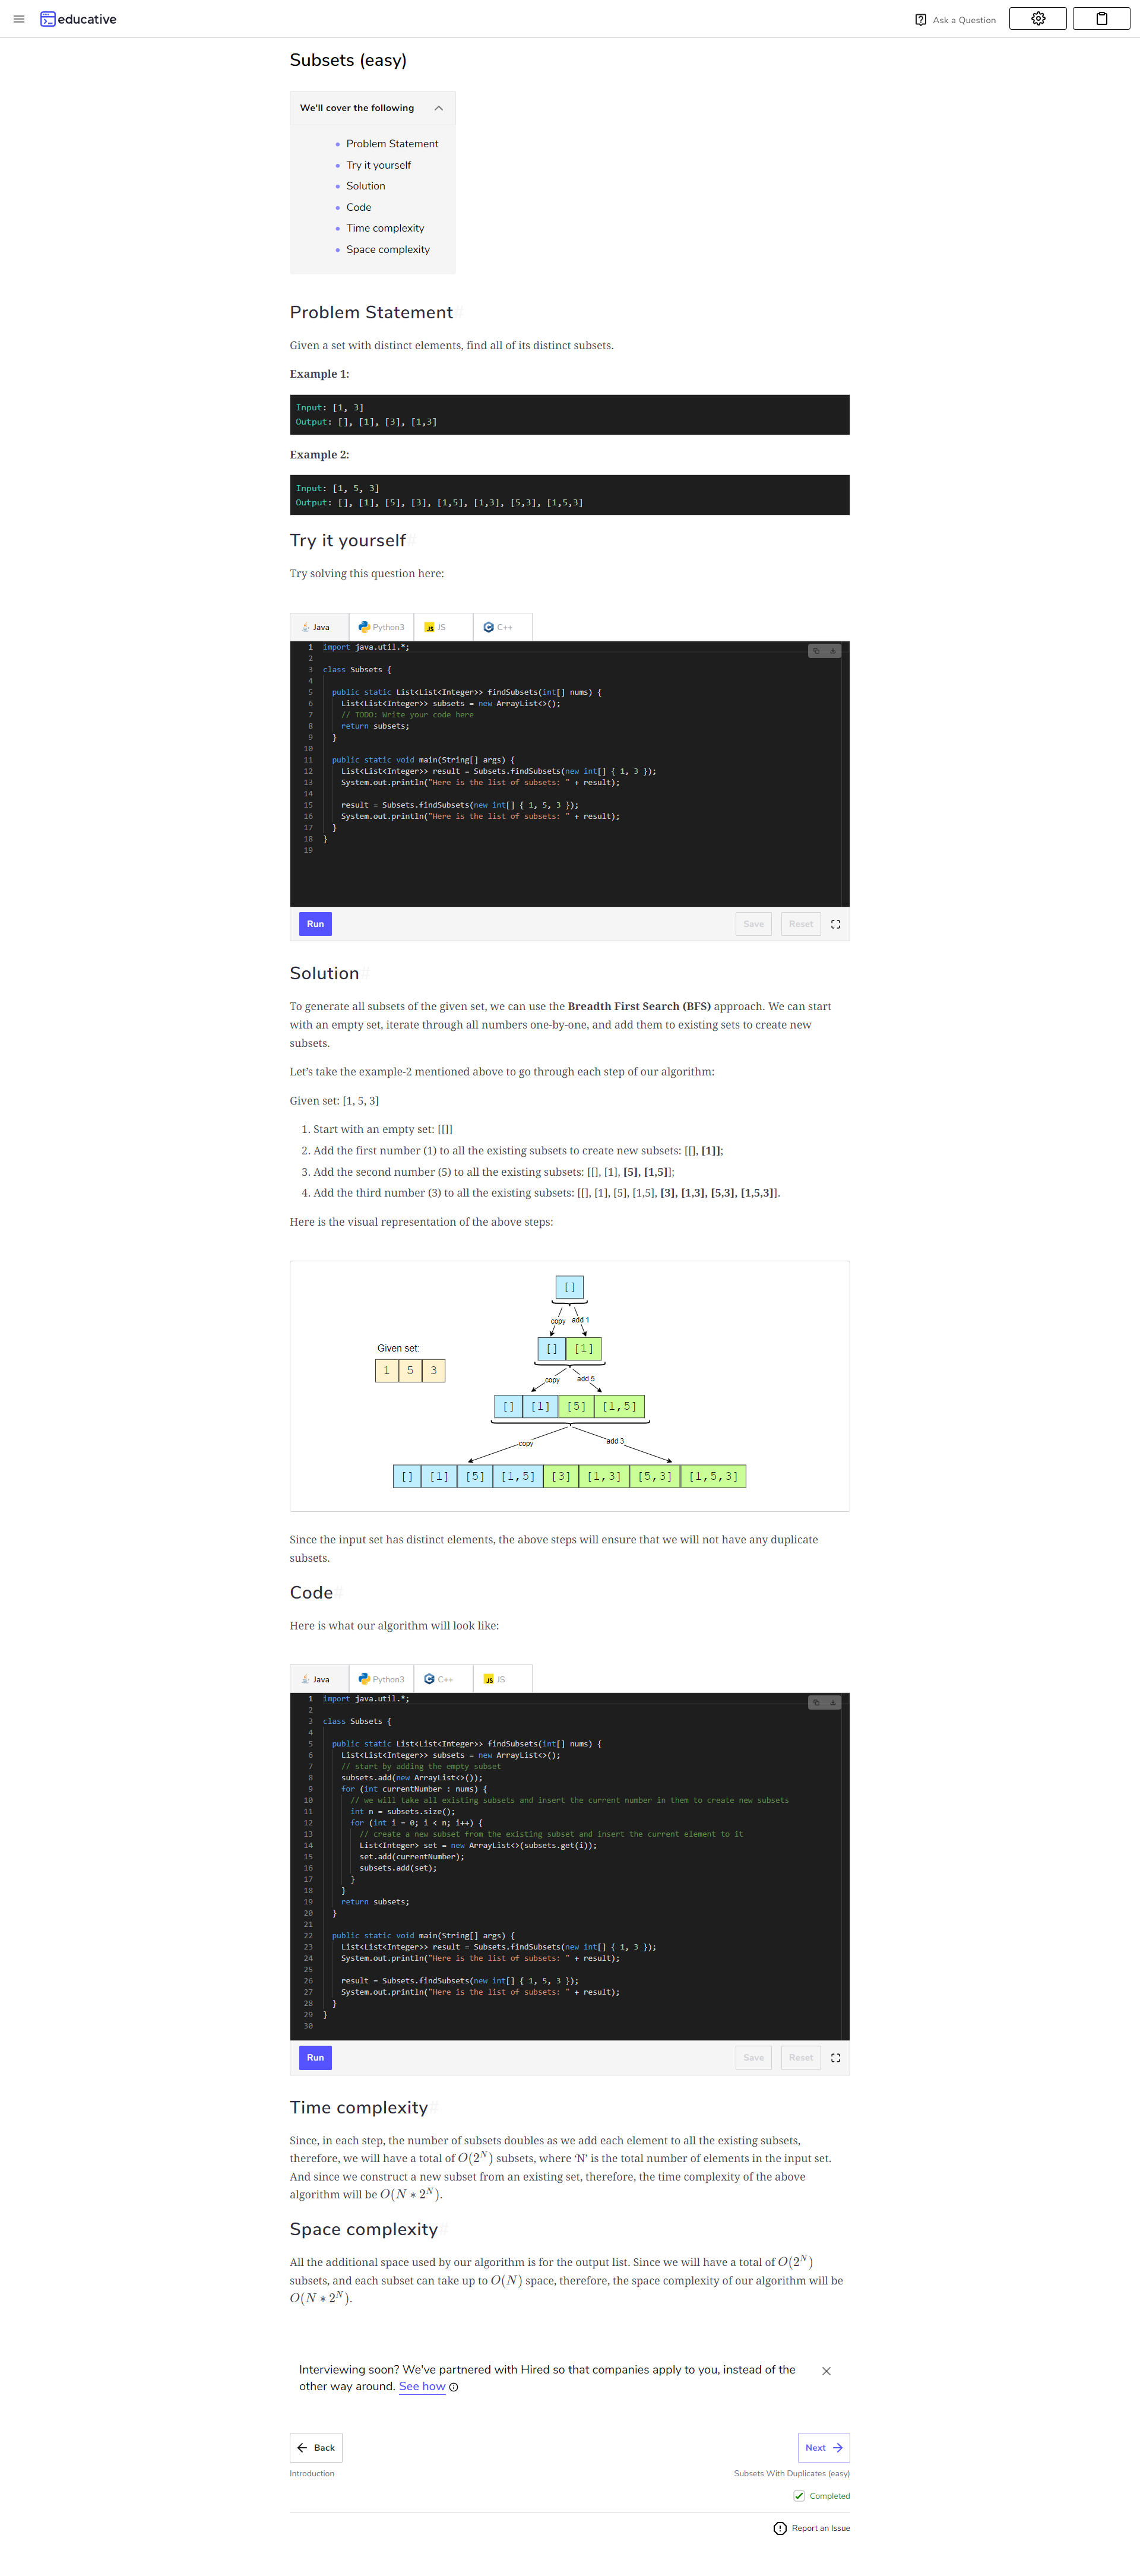 educative
Ask a Question
Subsets (easy)
We'll cover the following
Problem Statement
Try it yourself
Solution
Code
Time complexity
Space complexity
Problem Statement#
Given a set with distinct elements, find all of its distinct subsets.
Example 1:
Input: [1, 3]
Output: [], [1], [3], [1,3]
Example 2:
Input: [1, 5, 3]
Output: [], [1], [5], [3], [1,5], [1,3], [5,3], [1,5,3]
Try it yourself#
Try solving this question here:
Java Python3 JS C++
1 import java.util.*;
2
3 class Subsets {
4
5 public static List<List<Integer>> findSubsets(int[] nums) {
6 List<List<Integer>> subsets = new ArrayList<>();
7 // TODO: Write your code here
8 return subsets;
9 }
10
11 public static void main(String[] args) {
12 List<List<Integer>> result = Subsets.findSubsets(new int[] { 1, 3 });
13 System.out.println("Here is the list of subsets: " + result);
14
15 result = Subsets.findSubsets(new int[] { 1, 5, 3 });
16 System.out.println("Here is the list of subsets: " + result);
17 }
18 }
19
Run Save Reset
Solution#
To generate all subsets of the given set, we can use the Breadth First Search (BFS) approach. We can start
with an empty set, iterate through all numbers one-by-one, and add them to existing sets to create new
subsets.
Let’s take the example-2 mentioned above to go through each step of our algorithm:
Given set: [1, 5, 3]
1. Start with an empty set: [[]]
2. Add the first number (1) to all the existing subsets to create new subsets: [[], [1]];
3. Add the second number (5) to all the existing subsets: [[], [1], [5], [1,5]];
4. Add the third number (3) to all the existing subsets: [[], [1], [5], [1,5], [3], [1,3], [5,3], [1,5,3]].
Here is the visual representation of the above steps:
[]
copy add 1
Given set:
[] [1]
1 5 3
copy add 5
[] [1] [5] [1,5]
copy add 3
[] [1] [5] [1,5] [3] [1,3] [5,3] [1,5,3]
Since the input set has distinct elements, the above steps will ensure that we will not have any duplicate
subsets.
Code#
Here is what our algorithm will look like:
Java Python3 C++ JS
1 import java.util.*;
2
3 class Subsets {
4
5 public static List<List<Integer>> findSubsets(int[] nums) {
6 List<List<Integer>> subsets = new ArrayList<>();
7 // start by adding the empty subset
8 subsets.add(new ArrayList<>());
9 for (int currentNumber : nums) {
10 // we will take all existing subsets and insert the current number in them to create new subsets
11 int n = subsets.size();
12 for (int i = 0; i < n; i++) {
13 // create a new subset from the existing subset and insert the current element to it
14 List<Integer> set = new ArrayList<>(subsets.get(i));
15 set.add(currentNumber);
16 subsets.add(set);
17 }
18 }
19 return subsets;
20 }
21
22 public static void main(String[] args) {
23 List<List<Integer>> result = Subsets.findSubsets(new int[] { 1, 3 });
24 System.out.println("Here is the list of subsets: " + result);
25
26 result = Subsets.findSubsets(new int[] { 1, 5, 3 });
27 System.out.println("Here is the list of subsets: " + result);
28 }
29 }
30
Run Save Reset
Time complexity#
Since, in each step, the number of subsets doubles as we add each element to all the existing subsets,
therefore, we will have a total of O(2^N) subsets, where ‘N’ is the total number of elements in the input set.
And since we construct a new subset from an existing set, therefore, the time complexity of the above
algorithm will be O(N ∗ 2^N).
Space complexity#
All the additional space used by our algorithm is for the output list. Since we will have a total of O(2^N)
subsets, and each subset can take up to O(N) space, therefore, the space complexity of our algorithm will be
O(N ∗ 2^N).
Interviewing soon? We've partnered with Hired so that companies apply to you, instead of the
other way around. See how
Back Next
Introduction Subsets With Duplicates (easy)
Completed
Report an Issue